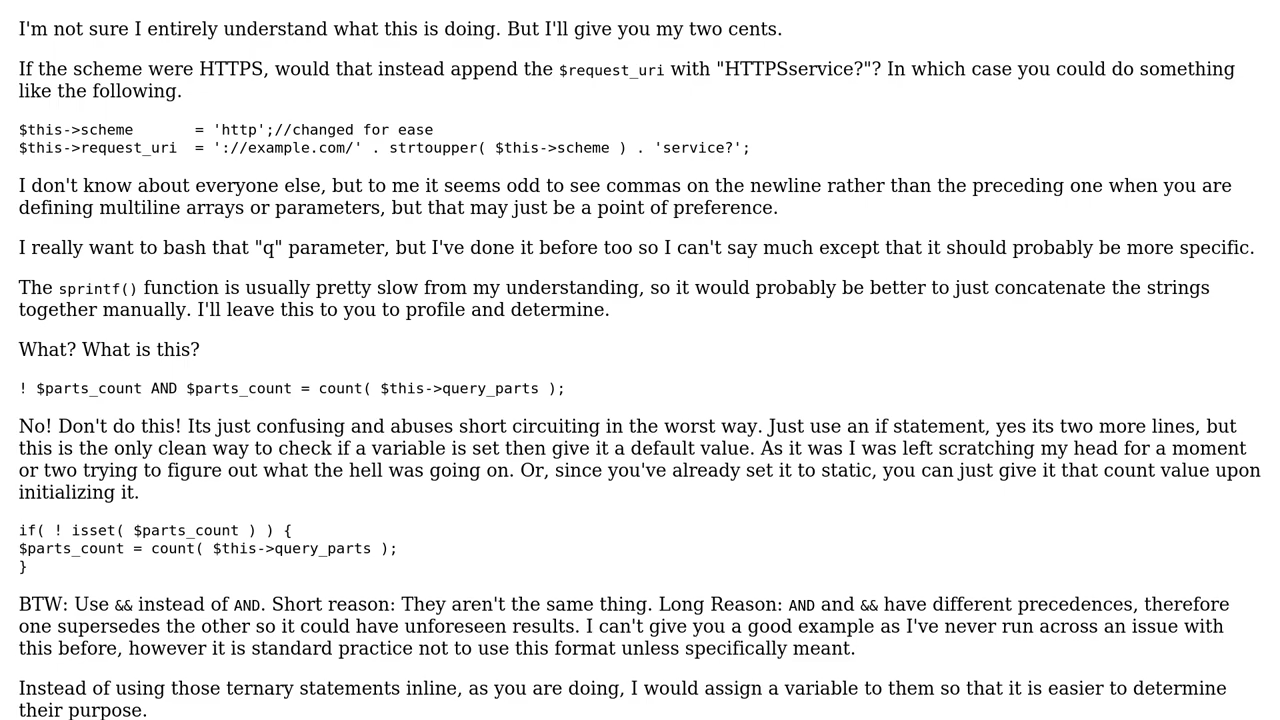 I'm not sure I entirely understand what this is doing. But I'll give you my two cents.
If the scheme were HTTPS, would that instead append the $request_uri with "HTTPSservice?"? In which case you could do something
like the following.
$this->scheme       = 'http';//changed for ease
$this->request_uri  = '://example.com/' . strtoupper( $this->scheme ) . 'service?';
I don't know about everyone else, but to me it seems odd to see commas on the newline rather than the preceding one when you are
defining multiline arrays or parameters, but that may just be a point of preference.
I really want to bash that "q" parameter, but I've done it before too so I can't say much except that it should probably be more specific.
The sprintf() function is usually pretty slow from my understanding, so it would probably be better to just concatenate the strings
together manually. I'll leave this to you to profile and determine.
What? What is this?
! $parts_count AND $parts_count = count( $this->query_parts );
No! Don't do this! Its just confusing and abuses short circuiting in the worst way. Just use an if statement, yes its two more lines, but
this is the only clean way to check if a variable is set then give it a default value. As it was I was left scratching my head for a moment
or two trying to figure out what the hell was going on. Or, since you've already set it to static, you can just give it that count value upon
initializing it.
if( ! isset( $parts_count ) ) {
$parts_count = count( $this->query_parts );
}
BTW: Use && instead of AND. Short reason: They aren't the same thing. Long Reason: AND and && have different precedences, therefore
one supersedes the other so it could have unforeseen results. I can't give you a good example as I've never run across an issue with
this before, however it is standard practice not to use this format unless specifically meant.
Instead of using those ternary statements inline, as you are doing, I would assign a variable to them so that it is easier to determine
their purpose.